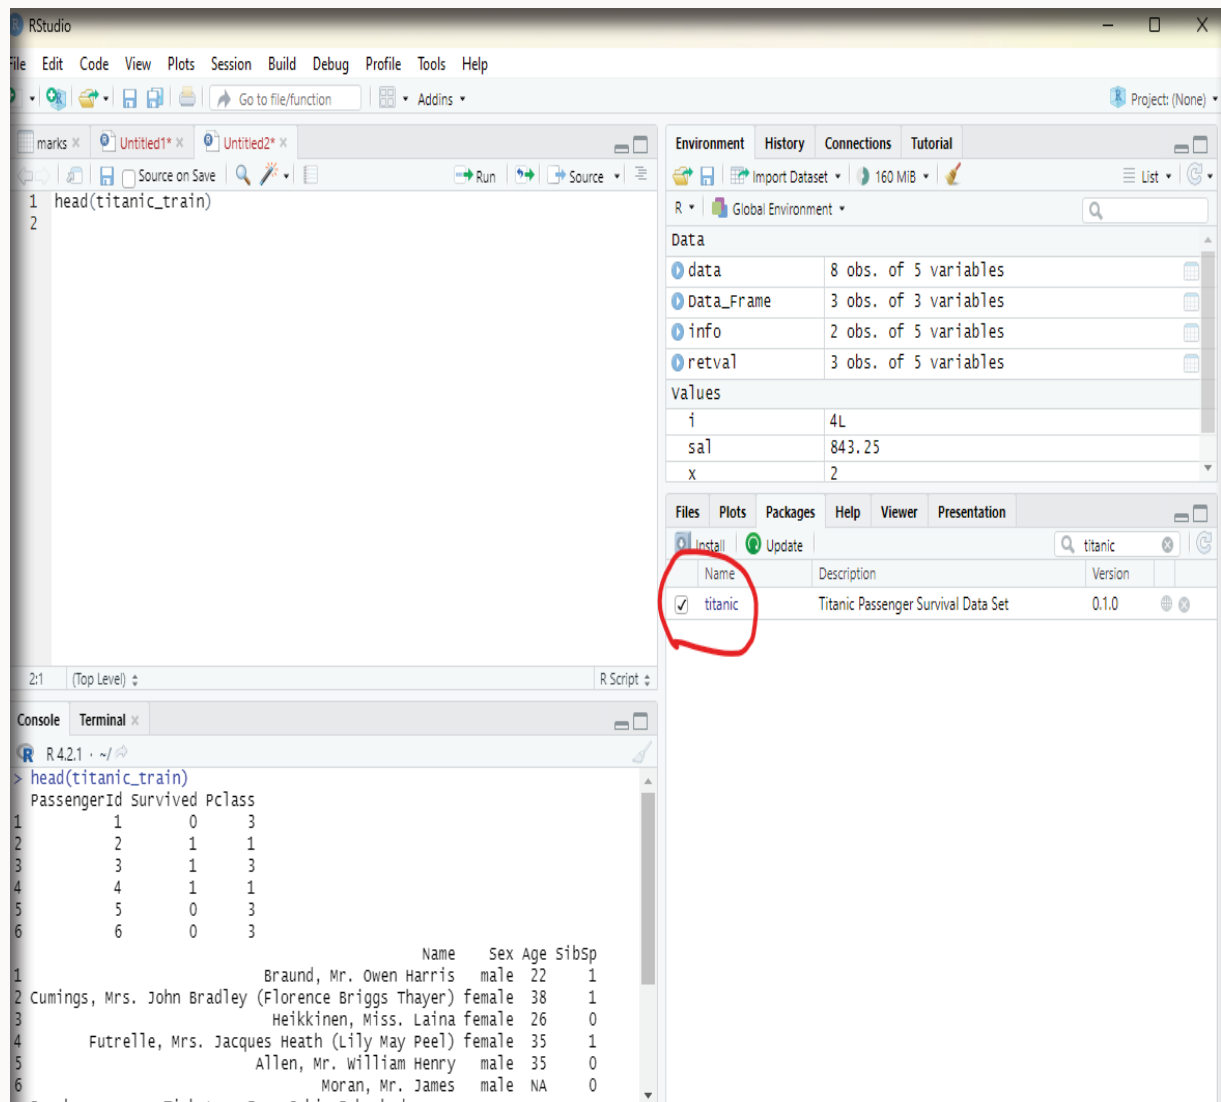 RStudio
File Edit Code View Plots Session Build Debug Profile Tools Help
Go to file/function Addins Project: (None)
marks Untitled1* Untitled2*
Source on Save Run Source
1 head(titanic_train)
2
2:1 (Top Level) R Script
Console Terminal
R 4.2.1 · ~/
> head(titanic_train)
PassengerId Survived Pclass
1 1 0 3
2 2 1 1
3 3 1 3
4 4 1 1
5 5 0 3
6 6 0 3
Name Sex Age SibSp
1 Braund, Mr. Owen Harris male 22 1
2 Cumings, Mrs. John Bradley (Florence Briggs Thayer) female 38 1
3 Heikkinen, Miss. Laina female 26 0
4 Futrelle, Mrs. Jacques Heath (Lily May Peel) female 35 1
5 Allen, Mr. William Henry male 35 0
6 Moran, Mr. James male NA 0
Environment History Connections Tutorial
Import Dataset 160 MiB List
R Global Environment
Data
data 8 obs. of 5 variables
Data_Frame 3 obs. of 3 variables
info 2 obs. of 5 variables
retval 3 obs. of 5 variables
Values
i 4L
sal 843.25
x 2
Files Plots Packages Help Viewer Presentation
Install Update titanic
Name Description Version
titanic Titanic Passenger Survival Data Set 0.1.0